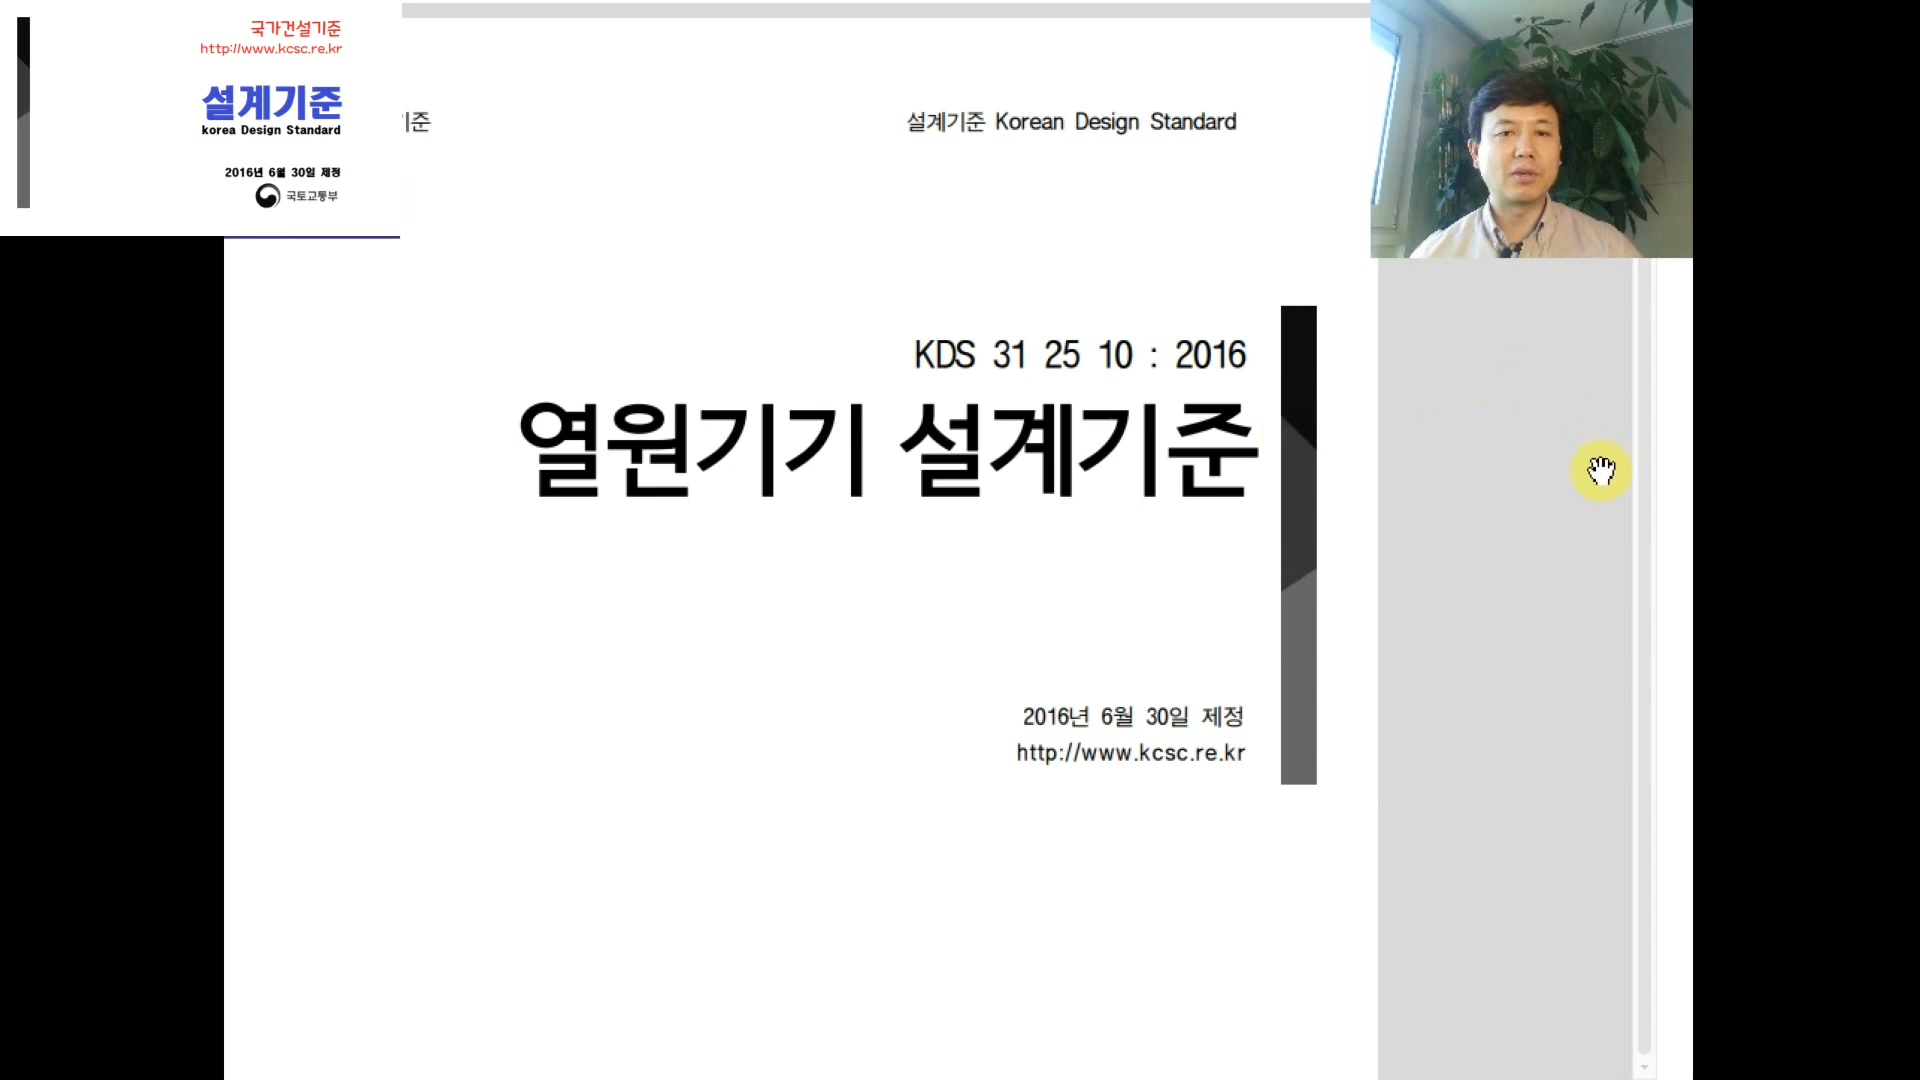 국가건설기준
http://www.kcsc.re.kr
설계기준
korea Design Standard
2016년 6월 30일 제정
국토교통부
기준
설계기준 Korean Design Standard
KDS 31 25 10 : 2016
열원기기 설계기준
2016년 6월 30일 제정
http://www.kcsc.re.kr